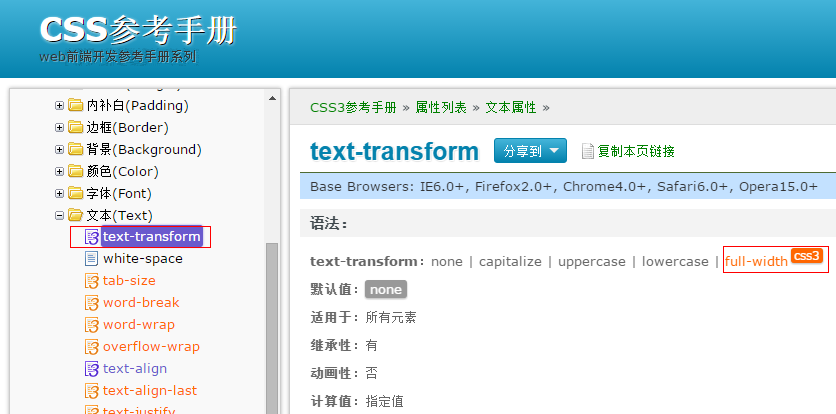 CSS参考手册
web前端开发参考手册系列
内补白(Padding)
边框(Border)
背景(Background)
颜色(Color)
字体(Font)
文本(Text)
text-transform
white-space
tab-size
word-break
word-wrap
overflow-wrap
text-align
text-align-last
text-justify
CSS3参考手册 » 属性列表 » 文本属性 »
text-transform 分享到 复制本页链接
Base Browsers: IE6.0+, Firefox2.0+, Chrome4.0+, Safari6.0+, Opera15.0+
语法：
text-transform：none | capitalize | uppercase | lowercase | full-width css3
默认值：none
适用于：所有元素
继承性：有
动画性：否
计算值：指定值